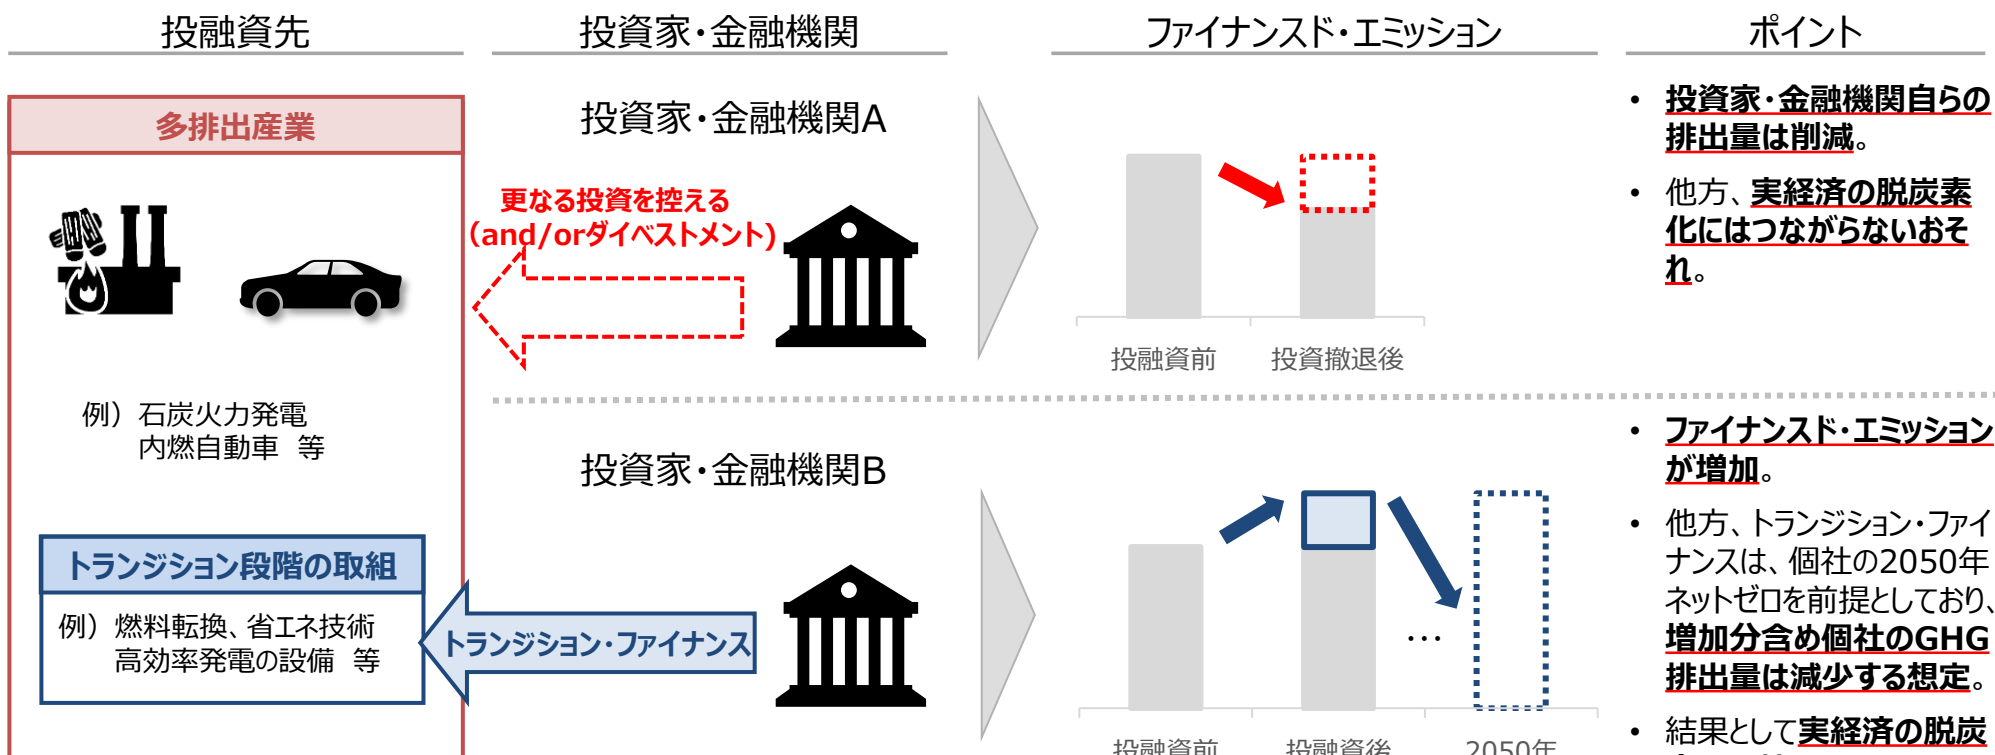 投融資先
投資家・金融機関
ファイナンスド・エミッション
ポイント
多排出産業
例）石炭火力発電
内燃自動車 等
トランジション段階の取組
例）燃料転換、省エネ技術
高効率発電の設備 等
投資家・金融機関A
更なる投資を控える
（and/orダイベストメント）
投融資前
投資撤退後
• 投資家・金融機関自らの
排出量は削減。
• 他方、実経済の脱炭素
化にはつながらないおそ
れ。
投資家・金融機関B
トランジション・ファイナンス
…
投融資前
投融資後
2050年
• ファイナンスド・エミッション
が増加。
• 他方、トランジション・ファイ
ナンスは、個社の2050年
ネットゼロを前提としており、
増加分含め個社のGHG
排出量は減少する想定。
• 結果として実経済の脱炭